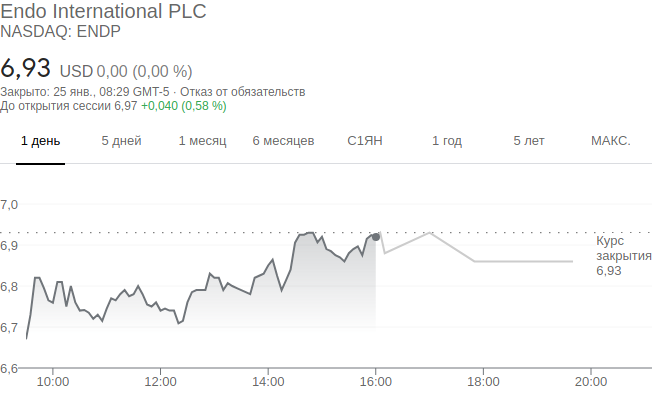 Endo International PLC
NASDAQ: ENDP
6,93 USD 0,00 (0,00 %)
Закрыто: 25 янв., 08:29 GMT-5 · Отказ от обязательств
До открытия сессии 6,97 +0,040 (0,58 %)
1 день 5 дней 1 месяц 6 месяцев С1ЯН 1 год 5 лет МАКС.
7,0
6,9
Курс
закрытия
6,93
6,8
6,7
6,6
10:00 12:00 14:00 16:00 18:00 20:00